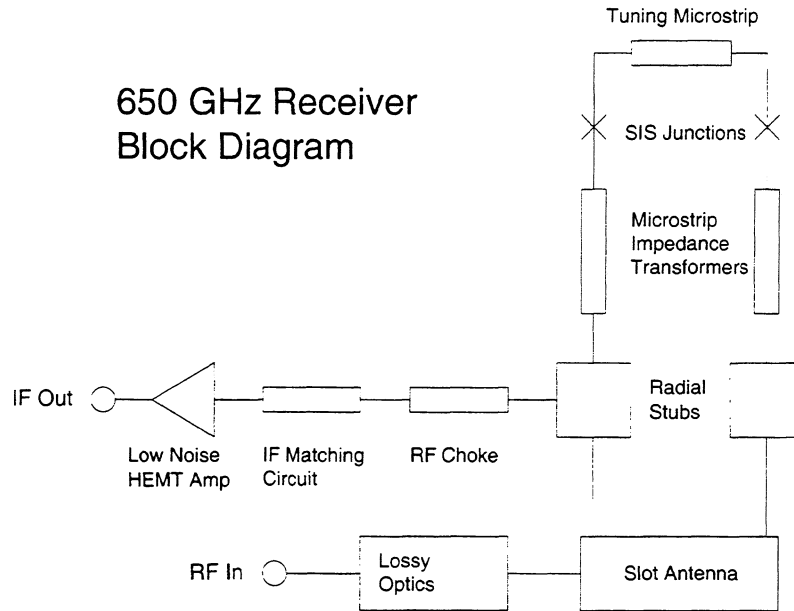 Tuning Microstrip
650 GHz Receiver
Block Diagram
SIS Junctions
Microstrip
Impedance
Transformers
Radial
Stubs
IF Out
Low Noise
HEMT Amp
IF Matching
Circuit
RF Choke
RF In
Lossy
Optics
Slot Antenna